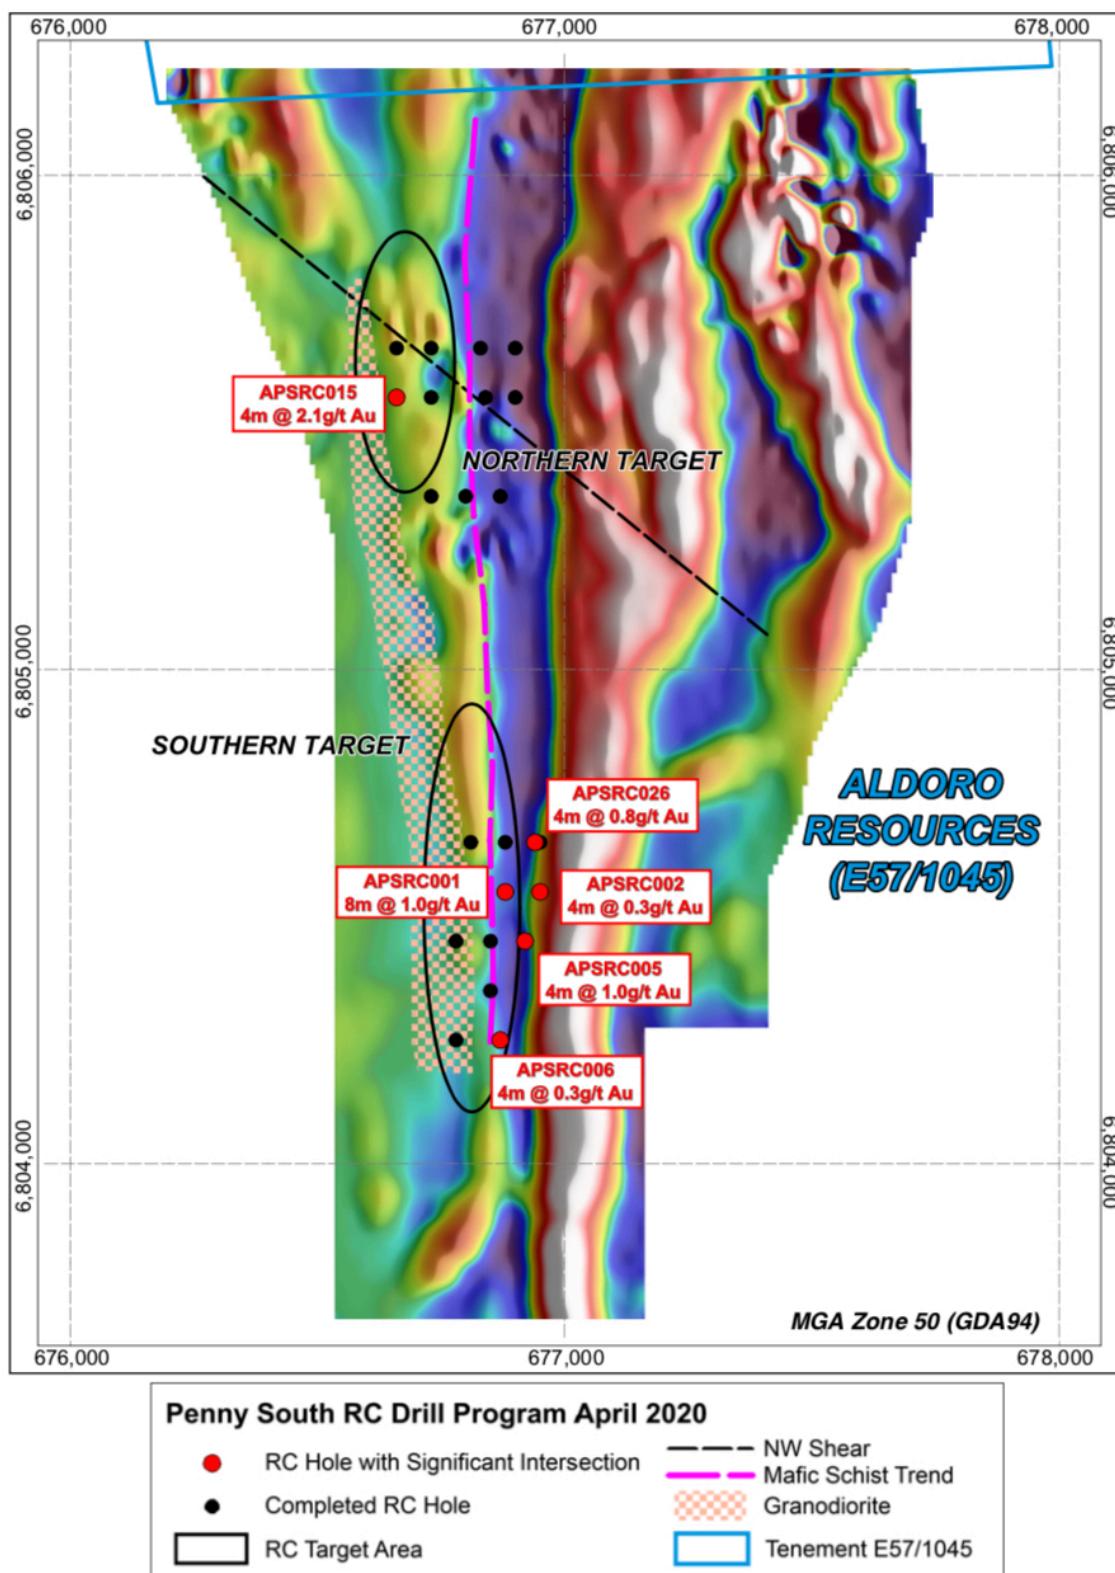 676,000 677,000 678,000
6,806,000 6,806,000
APSRC015
4m @ 2.1g/t Au
NORTHERN TARGET
6,805,000 6,805,000
SOUTHERN TARGET
ALDORO
RESOURCES
(E57/1045)
APSRC026
4m @ 0.8g/t Au
APSRC001
8m @ 1.0g/t Au
APSRC002
4m @ 0.3g/t Au
APSRC005
4m @ 1.0g/t Au
APSRC006
4m @ 0.3g/t Au
6,804,000 6,804,000
MGA Zone 50 (GDA94)
676,000 677,000 678,000
Penny South RC Drill Program April 2020
RC Hole with Significant Intersection
Completed RC Hole
RC Target Area
NW Shear
Mafic Schist Trend
Granodiorite
Tenement E57/1045